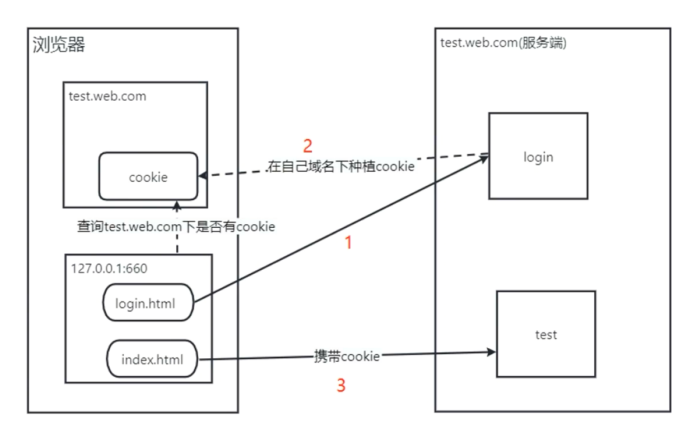 浏览器
test.web.com(服务端)
test.web.com
2
在自己域名下种植cookie
login
cookie
查询test.web.com下是否有cookie
1
127.0.0.1:660
login.html
test
index.html
携带cookie
3